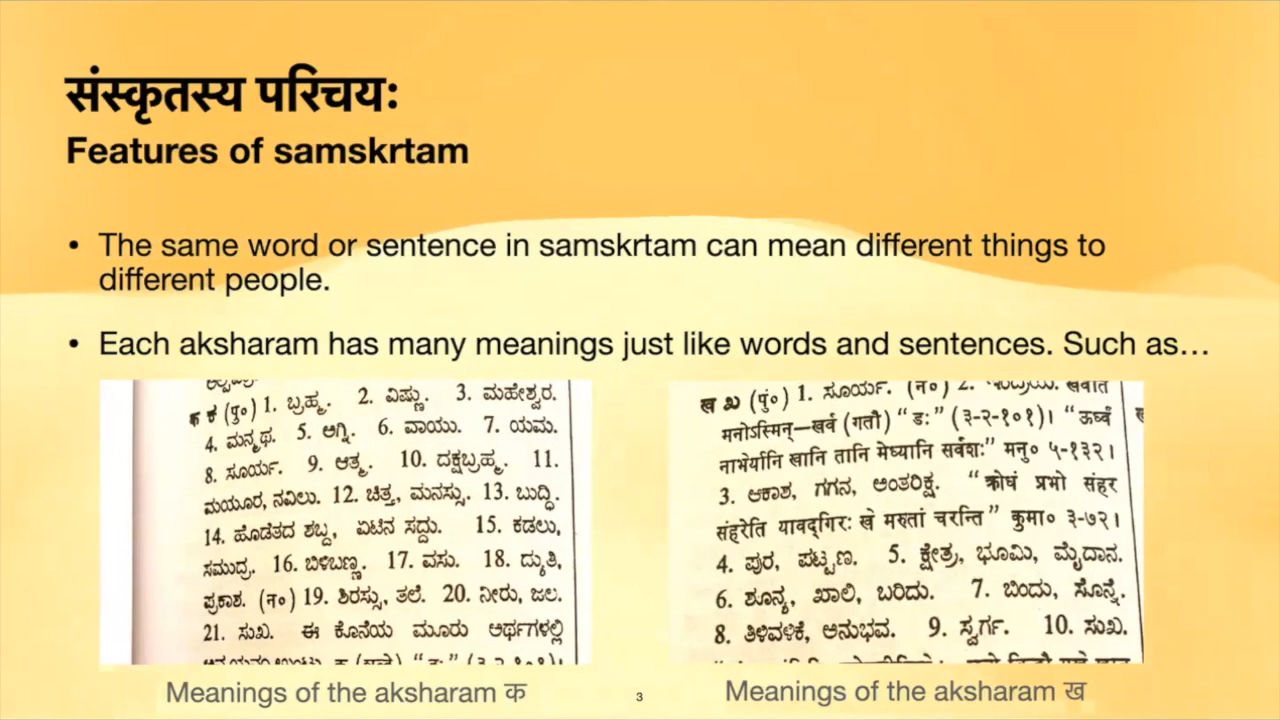 संस्कृतस्य परिचयः
Features of samskrtam
• The same word or sentence in samskrtam can mean different things to
different people.
• Each aksharam has many meanings just like words and sentences. Such as…
क ಕ (पुं०) 1. ಬ್ರಹ್ಮ. 2. ವಿಷ್ಣು. 3. ಮಹೇಶ್ವರ.
4. ಮನ್ಮಥ. 5. ಅಗ್ನಿ. 6. ವಾಯು. 7. ಯಮ.
8. ಸೂರ್ಯ. 9. ಆತ್ಮ. 10. ದಕ್ಷಬ್ರಹ್ಮ. 11.
ಮಯೂರ, ನವಿಲು. 12. ಚಿತ್ತ, ಮನಸ್ಸು. 13. ಬುದ್ಧಿ.
14. ಹೊಡೆತದ ಶಬ್ದ, ಏಟಿನ ಸದ್ದು. 15. ಕಡಲು,
ಸಮುದ್ರ. 16. ಬಿಳಿಬಣ್ಣ. 17. ವಸು. 18. ದ್ಯುತಿ,
ಪ್ರಕಾಶ. (न०) 19. ಶಿರಸ್ಸು, ತಲೆ. 20. ನೀರು, ಜಲ.
21. ಸುಖ. ಈ ಕೊನೆಯ ಮೂರು ಅರ್ಥಗಳಲ್ಲಿ
Meanings of the aksharam क
ख ಖ (पुं०) 1. ಸೂರ್ಯ. (न०) 2. खर्वति
मनोऽस्मिन्—खर्व (गतौ) “डः” (३-२-१०१)। “ऊर्ध्वं
नाभेर्यानि खानि तानि मेध्यानि सर्वशः” मनु० ५-१३२।
3. ಆಕಾಶ, ಗಗನ, ಅಂತರಿಕ್ಷ. “क्रोधं प्रभो संहर
संहरेति यावद्गिरः खे मरुतां चरन्ति” कुमा० ३-७२।
4. ಪುರ, ಪಟ್ಟಣ. 5. ಕ್ಷೇತ್ರ, ಭೂಮಿ, ಮೈದಾನ.
6. ಶೂನ್ಯ, ಖಾಲಿ, ಬರಿದು. 7. ಬಿಂದು, ಸೊನ್ನೆ.
8. ತಿಳಿವಳಿಕೆ, ಅನುಭವ. 9. ಸ್ವರ್ಗ. 10. ಸುಖ.
Meanings of the aksharam ख
3